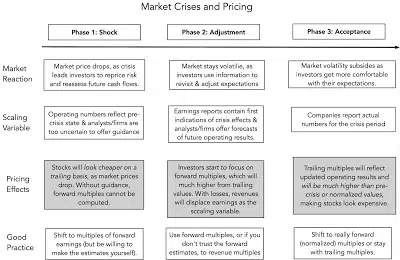 Market Crises and Pricing
Phase 1: Shock
Phase 2: Adjustment
Phase 3: Acceptance
Market
Reaction
Market price drops, as crisis
leads investors to reprice risk
and reassess future cash flows.
Market stays volatilie, as
investors use information to
revisit & adjust expectations
Market volatility subsides as
investors get more comfortable
with their expectations.
Scaling
Variable
Operating numbers reflect pre-
crisis state & analysts/firms are
too uncertain to offer guidance
Earnings reports contain first
indications of crisis effects &
analysts/firm offer forecasts of
future operating results.
Companies report actual
numbers for the crisis period
Pricing
Effects
Stocks will look cheaper on a
trailing basis, as market prices
drop. Without guidance,
forward multiples cannot be
computed.
Investors start to focus on
forward multiples, which will
much higher from trailing
values. With losses, revenues
will displace earnings as the
sccaling variable.
Trailing multiples will reflect
updated operating results and
will be much higher than pre-
crisis or normalized values,
making stocks look expensive.
Good
Practice
Shift to multiples of forward
earnings (but be willing to
make the estimates yourself).
Use forward multiples, or if you
don't trust the forward
estimates, to revenue multiples
Shift to really forward
(normalized) multiples or stay
with trailing multiples.